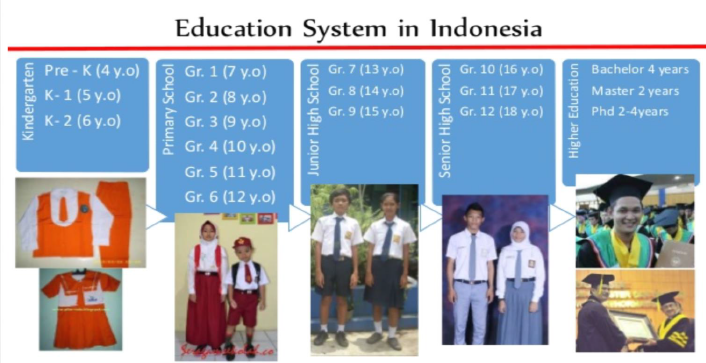 Education System in Indonesia
Kindergarten
Pre - K (4 y.o)
K- 1 (5 y.o)
K- 2 (6 y.o)
Primary School
Gr. 1 (7 y.o)
Gr. 2 (8 y.o)
Gr. 3 (9 y.o)
Gr. 4 (10 y.o)
Gr. 5 (11 y.o)
Gr. 6 (12 y.o)
Junior High School
Gr. 7 (13 y.o)
Gr. 8 (14 y.o)
Gr. 9 (15 y.o)
Senior High School
Gr. 10 (16 y.o)
Gr. 11 (17 y.o)
Gr. 12 (18 y.o)
Higher Education
Bachelor 4 years
Master 2 years
Phd 2-4years